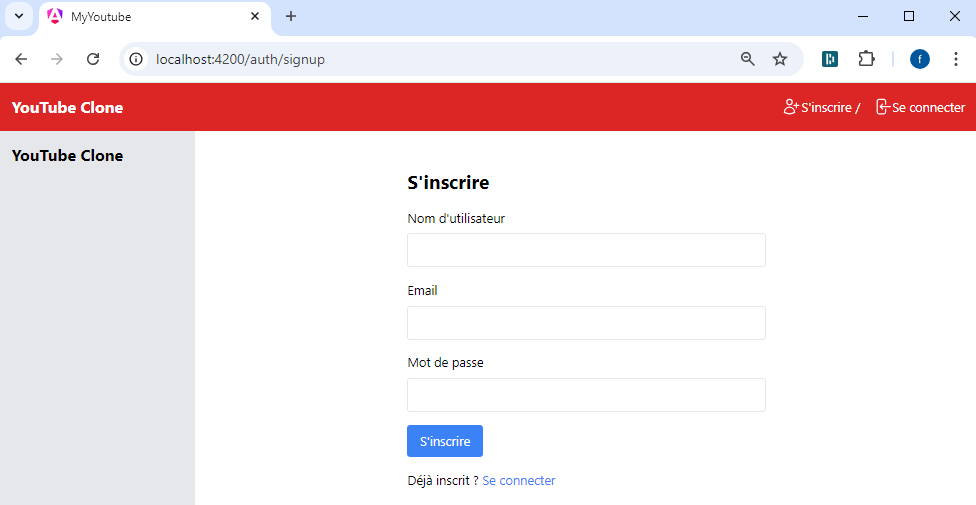 MyYoutube
localhost:4200/auth/signup
f
YouTube Clone
S'inscrire /
Se connecter
YouTube Clone
S'inscrire
Nom d'utilisateur
Email
Mot de passe
S'inscrire
Déjà inscrit ? Se connecter